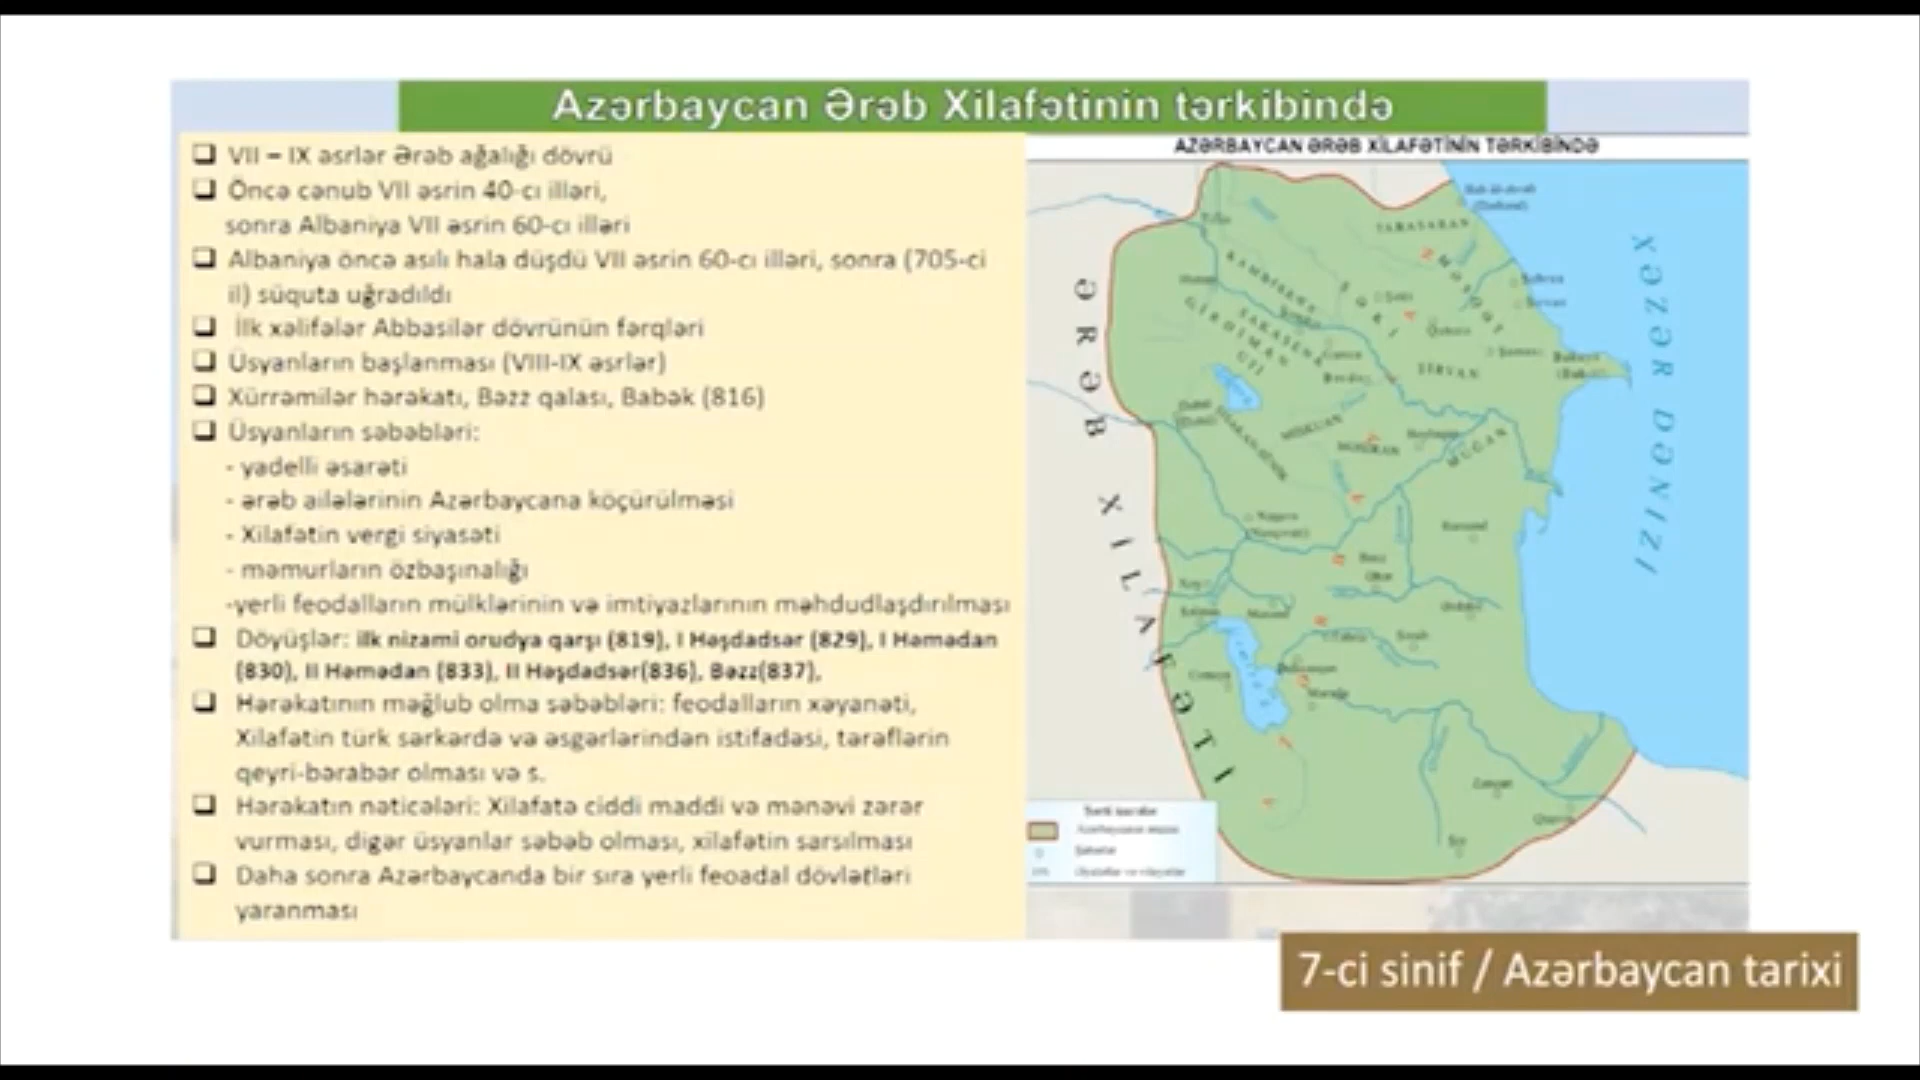 Azərbaycan Ərəb Xilafətinin tərkibində
VII – IX əsrlər Ərəb ağalığı dövrü
Öncə cənub VII əsrin 40-cı illəri,
sonra Albaniya VII əsrin 60-cı illəri
Albaniya öncə asılı hala düşdü VII əsrin 60-cı illəri, sonra (705-ci
il) süquta uğradıldı
İlk xəlifələr Abbasilər dövrünün fərqləri
Üsyanların başlanması (VIII-IX əsrlər)
Xürrəmilər hərəkatı, Bəzz qalası, Babək (816)
Üsyanların səbəbləri:
- yadelli əsarəti
- ərəb ailələrinin Azərbaycana köçürülməsi
- Xilafətin vergi siyasəti
- məmurların özbaşınalığı
-yerli feodalların mülklərinin və imtiyazlarının məhdudlaşdırılması
Döyüşlər: ilk nizami orudya qarşı (819), I Həşdadsər (829), I Həmədan
(830), II Həmədan (833), II Həşdadsər(836), Bəzz(837),
Hərəkatının məğlub olma səbəbləri: feodalların xəyanəti,
Xilafətin türk sərkərdə və əsgərlərindən istifadəsi, tərəflərin
qeyri-bərabər olması və s.
Hərəkatın nəticələri: Xilafətə ciddi maddi və mənəvi zərər
vurması, digər üsyanlar səbəb olması, xilafətin sarsılması
Daha sonra Azərbaycanda bir sıra yerli feoadal dövlətləri
yaranması
AZƏRBAYCAN ƏRƏB XİLAFƏTİNİN TƏRKİBİNDƏ
ƏRƏB XİLAFƏTİ
XƏZƏR DƏNİZİ
TABASARAN
KAMBİSENA
SAKASENA
GİRDİMAN
ŞƏKİ
ŞİRVAN
MUĞAN
7-ci sinif / Azərbaycan tarixi